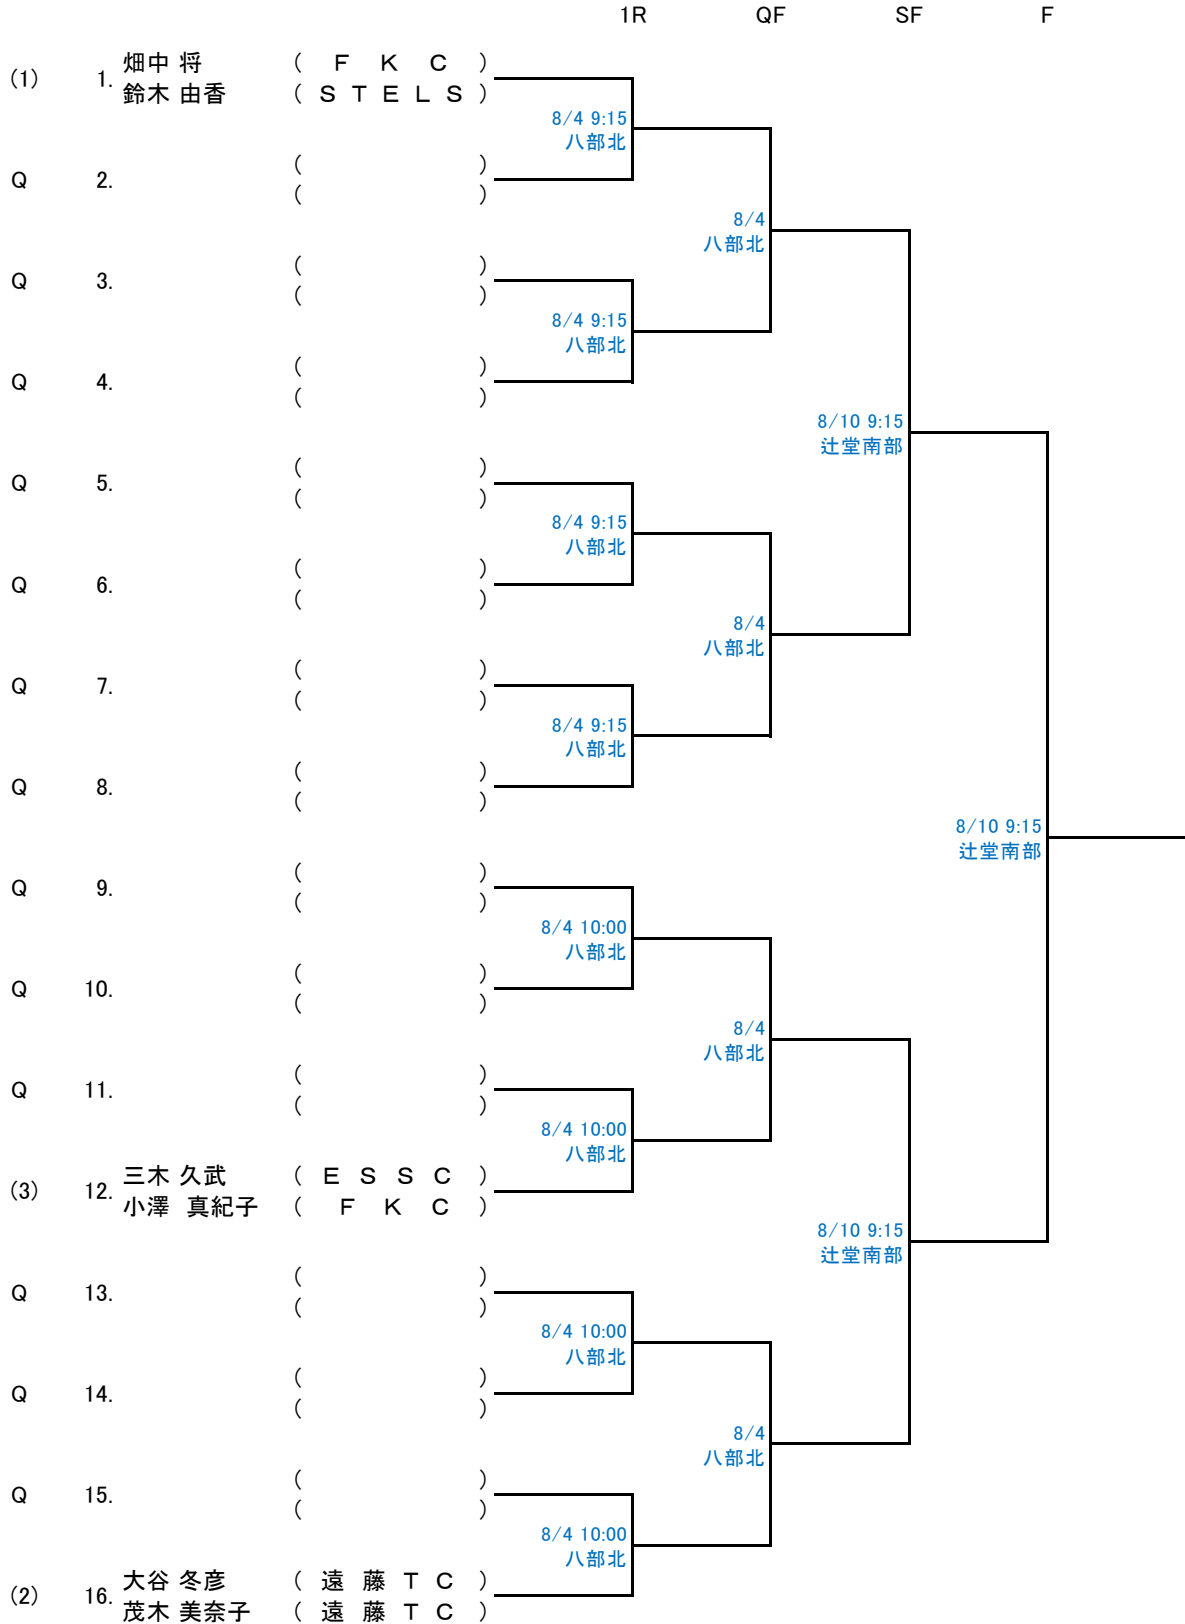 1R QF SF F
畑中 将 ( F K C )
(1) 1.
鈴木 由香 ( S T E L S )
8/4 9:15
八部北
( )
Q 2.
( )
8/4
八部北
( )
Q 3.
( )
8/4 9:15
八部北
( )
Q 4.
( )
8/10 9:15
辻堂南部
( )
Q 5.
( )
8/4 9:15
八部北
( )
Q 6.
( )
8/4
八部北
( )
Q 7.
( )
8/4 9:15
八部北
( )
Q 8.
( )
8/10 9:15
辻堂南部
( )
Q 9.
( )
8/4 10:00
八部北
( )
Q 10.
( )
8/4
八部北
( )
Q 11.
( )
8/4 10:00
八部北
三木 久武 ( E S S C )
(3) 12.
小澤 真紀子 ( F K C )
8/10 9:15
辻堂南部
( )
Q 13.
( )
8/4 10:00
八部北
( )
Q 14.
( )
8/4
八部北
( )
Q 15.
( )
8/4 10:00
八部北
大谷 冬彦 ( 遠 藤 T C )
(2) 16.
茂木 美奈子 ( 遠 藤 T C )